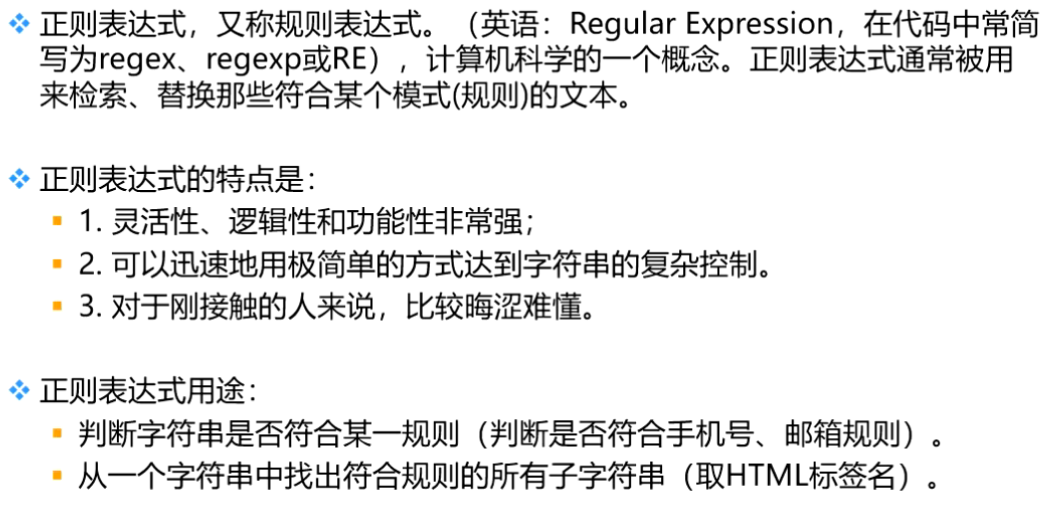 正则表达式，又称规则表达式。（英语：Regular Expression，在代码中常简
写为regex、regexp或RE），计算机科学的一个概念。正则表达式通常被用
来检索、替换那些符合某个模式(规则)的文本。
正则表达式的特点是：
1. 灵活性、逻辑性和功能性非常强；
2. 可以迅速地用极简单的方式达到字符串的复杂控制。
3. 对于刚接触的人来说，比较晦涩难懂。
正则表达式用途：
判断字符串是否符合某一规则（判断是否符合手机号、邮箱规则）。
从一个字符串中找出符合规则的所有子字符串（取HTML标签名）。